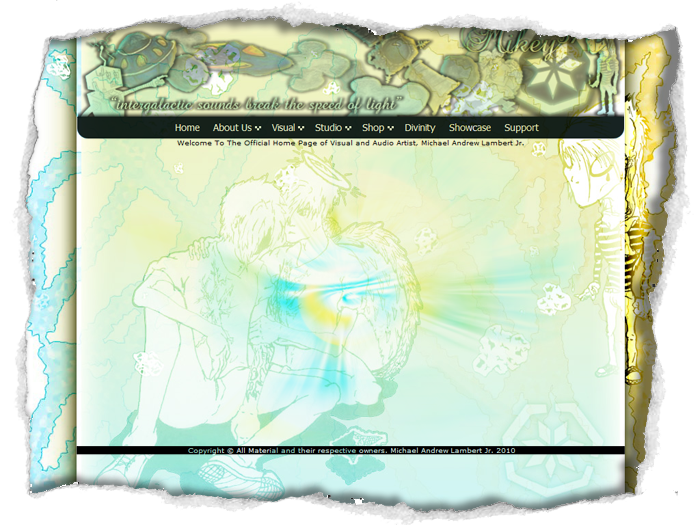 Mikey
"intergalactic sounds break the speed of light"
Home About Us Visual Studio Shop Divinity Showcase Support
Welcome To The Official Home Page of Visual and Audio Artist, Michael Andrew Lambert Jr.
Copyright © All Material and their respective owners. Michael Andrew Lambert Jr. 2010